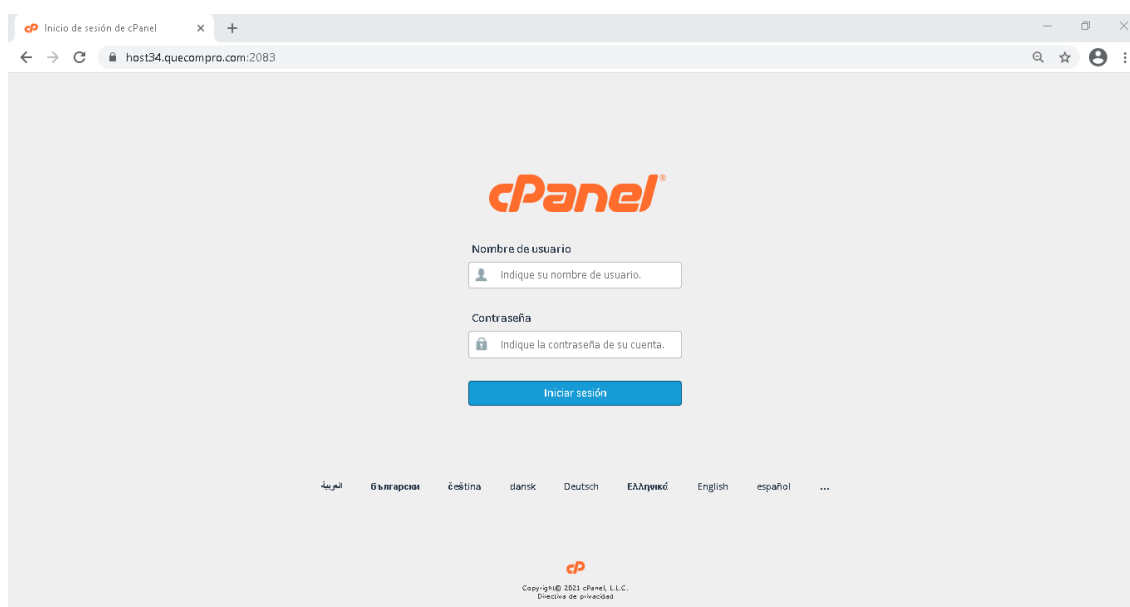 Inicio de sesión de cPanel
host34.quecompro.com:2083
cPanel®
Nombre de usuario
Indique su nombre de usuario.
Contraseña
Indique la contraseña de su cuenta.
Iniciar sesión
العربية български čeština dansk Deutsch Ελληνικά English español ...
cP
Copyright© 2021 cPanel, L.L.C.
Directiva de privacidad